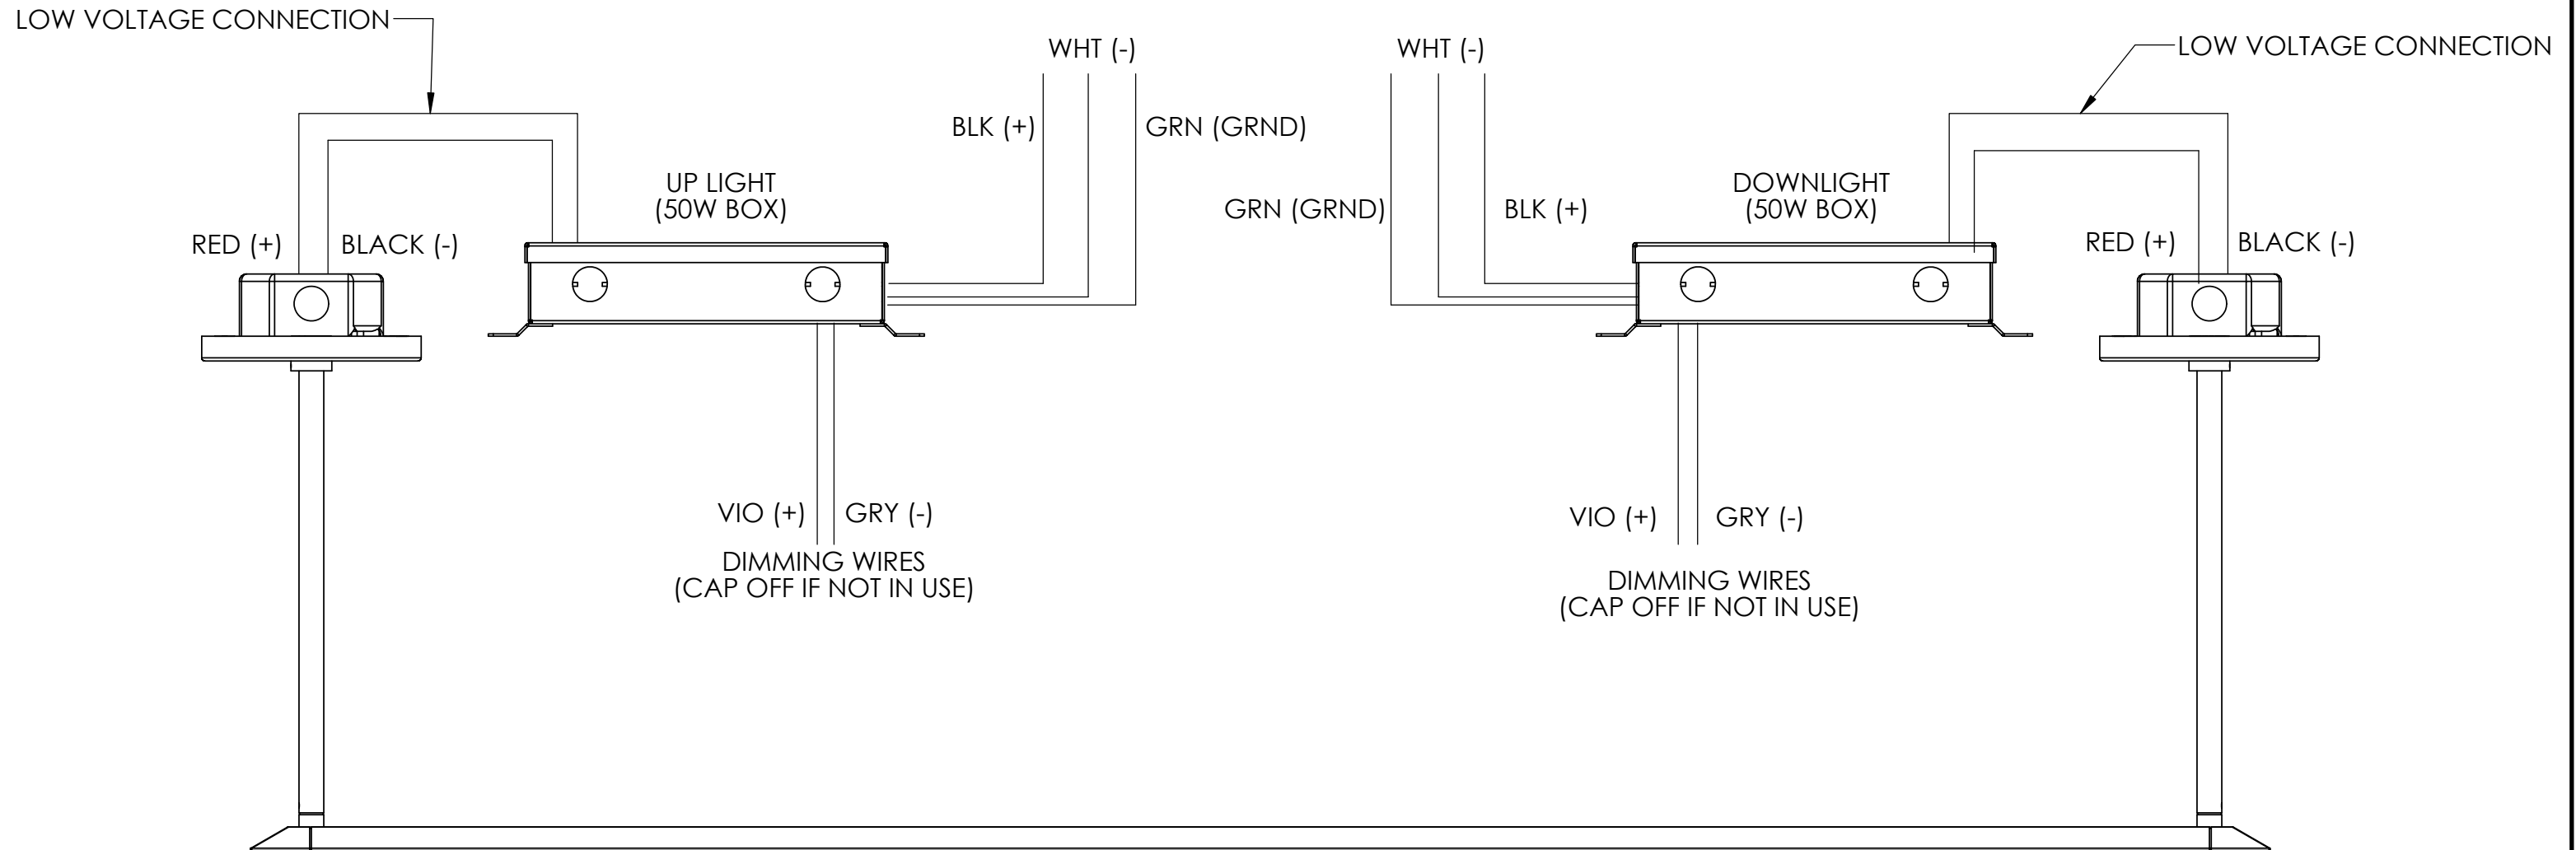 LOW VOLTAGE CONNECTION
WHT (-)
WHT (-)
LOW VOLTAGE CONNECTION
BLK (+)
GRN (GRND)
UP LIGHT
(50W BOX)
GRN (GRND)
BLK (+)
DOWNLIGHT
(50W BOX)
RED (+)
BLACK (-)
RED (+)
BLACK (-)
VIO (+)
GRY (-)
DIMMING WIRES
(CAP OFF IF NOT IN USE)
VIO (+)
GRY (-)
DIMMING WIRES
(CAP OFF IF NOT IN USE)